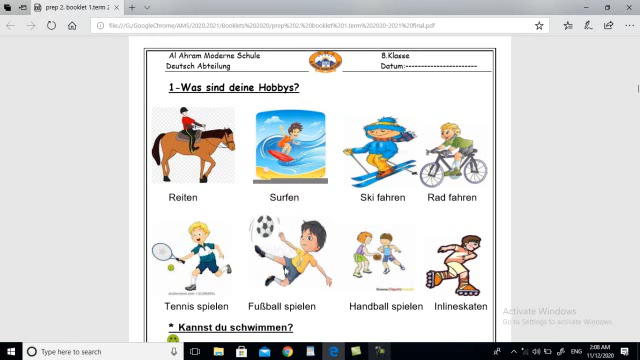 prep 2. booklet 1.term 2
file:///G:/GoogleChrome/AMS/2020.2021/Booklets%202020/prep%202.%20booklet%201.term%202020-2021%20final.pdf
Al Ahram Moderne Schule
8.Klasse
Deutsch Abteilung
Datum:-----------------------
1-Was sind deine Hobbys?
Reiten Surfen Ski fahren Rad fahren
Tennis spielen Fußball spielen Handball spielen Inlineskaten
* Kannst du schwimmen?
Activate Windows
Go to Settings to activate Windows.
Type here to search
ENG
2:08 AM
11/12/2020